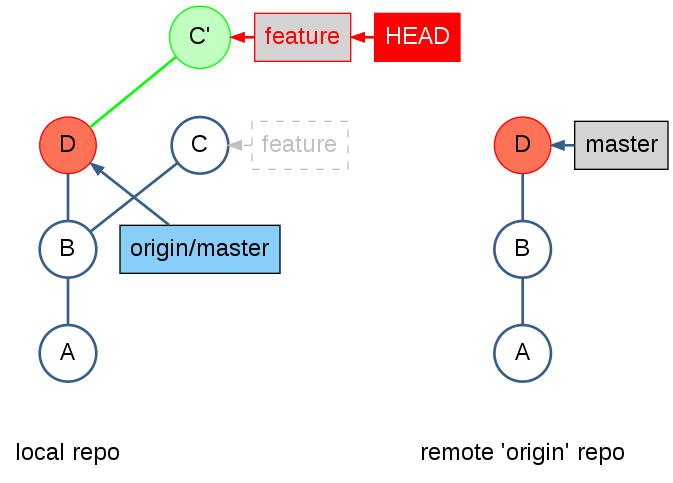 C'
feature
HEAD
D
C
feature
D
master
B
origin/master
B
A
A
local repo
remote 'origin' repo